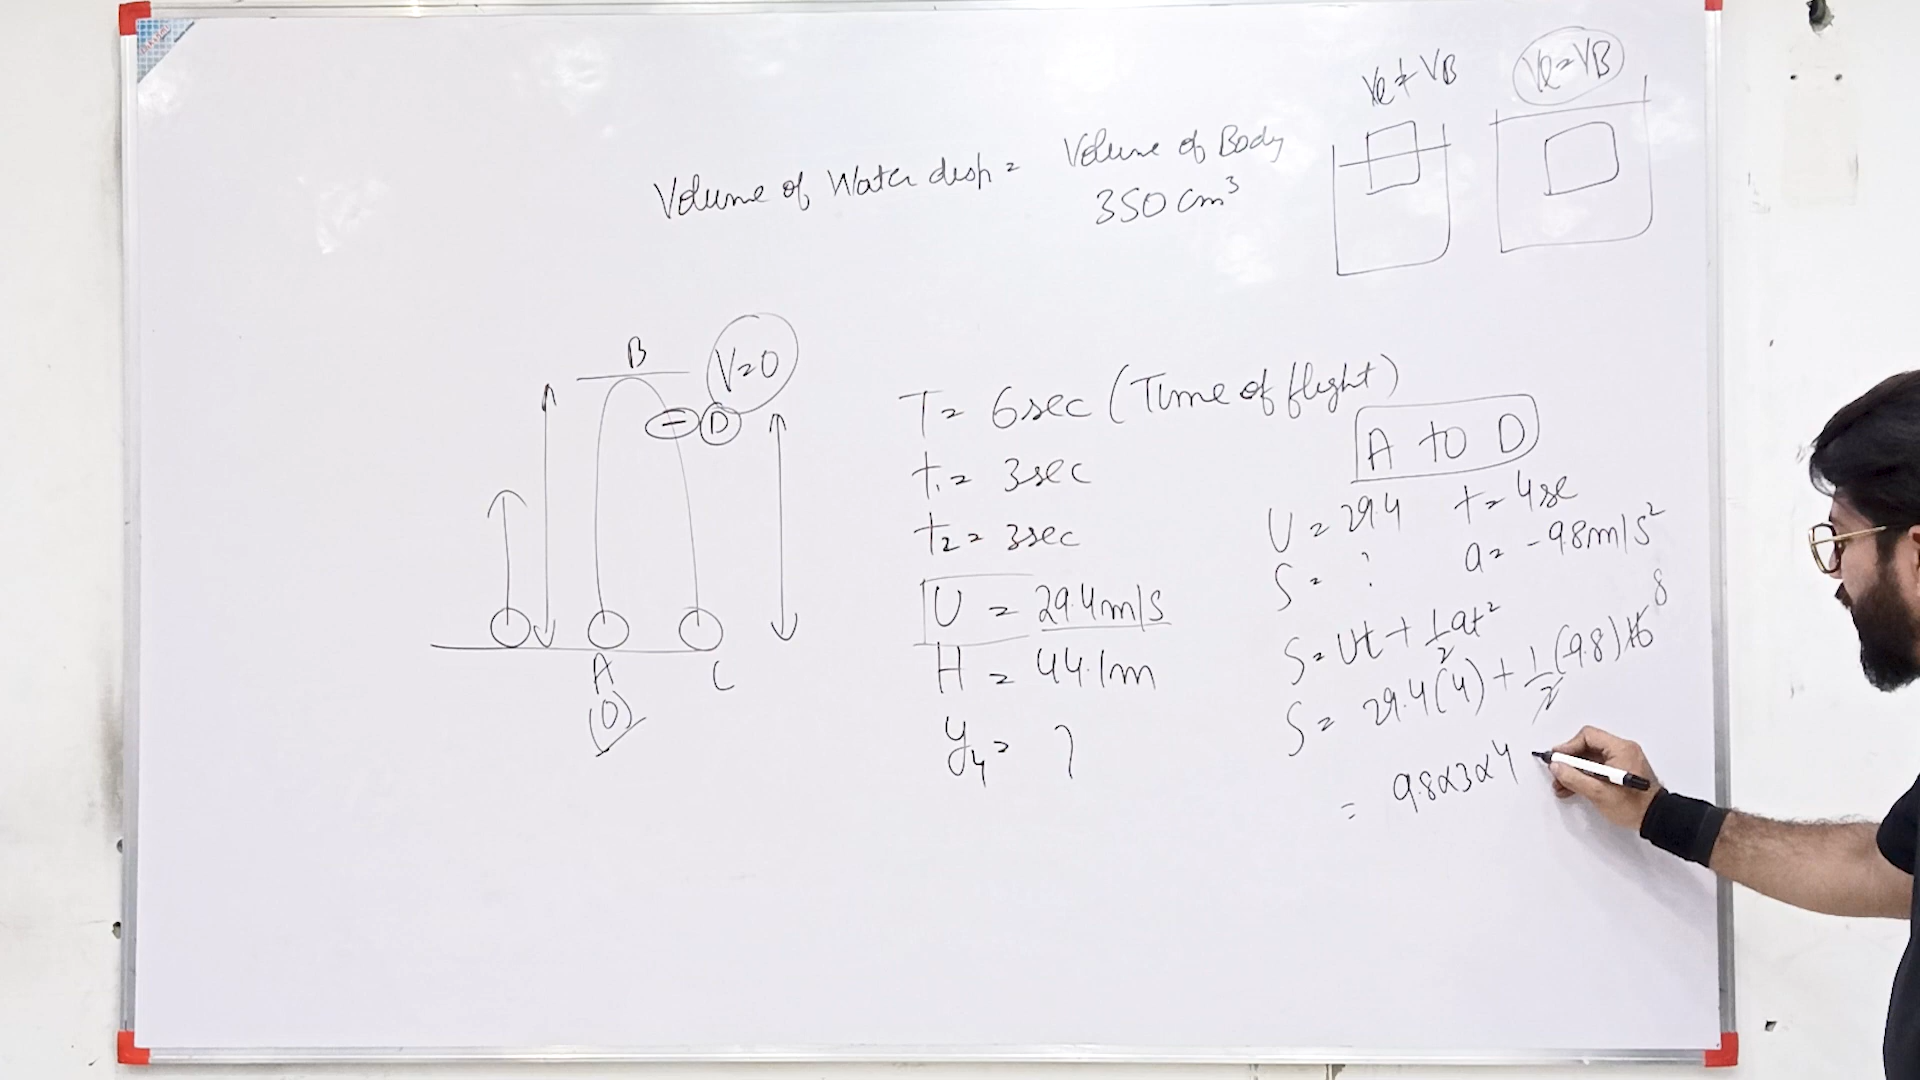 Vl ≠ VB
Vl = VB
Volume of Water disp = Volume of Body
350 cm³
B
V=0
D
A
(0)
C
T = 6sec (Time of flight)
t₁ = 3sec
t₂ = 3sec
U = 29.4m/s
H = 44.1m
y₄ = ?
A to D
U = 29.4 t = 4se
S = ? a = -9.8m/s²
S = Ut + 1/2 at²
S = 29.4(4) + 1/2 (-9.8) 16 8
= 9.8×3×4